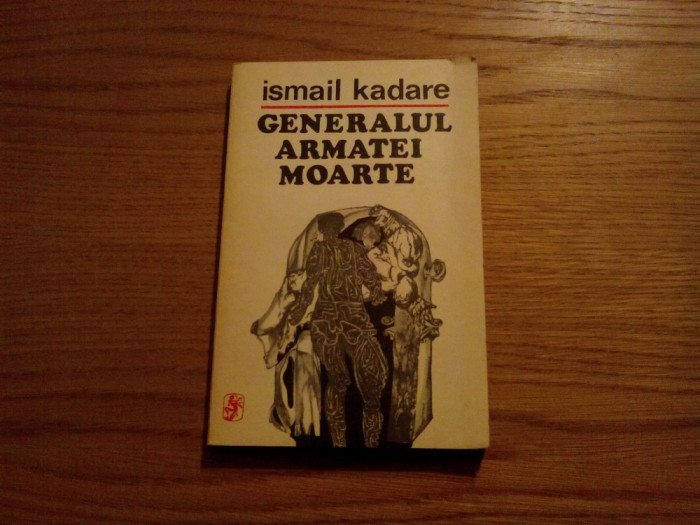 ismail kadare
GENERALUL
ARMATEI
MOARTE